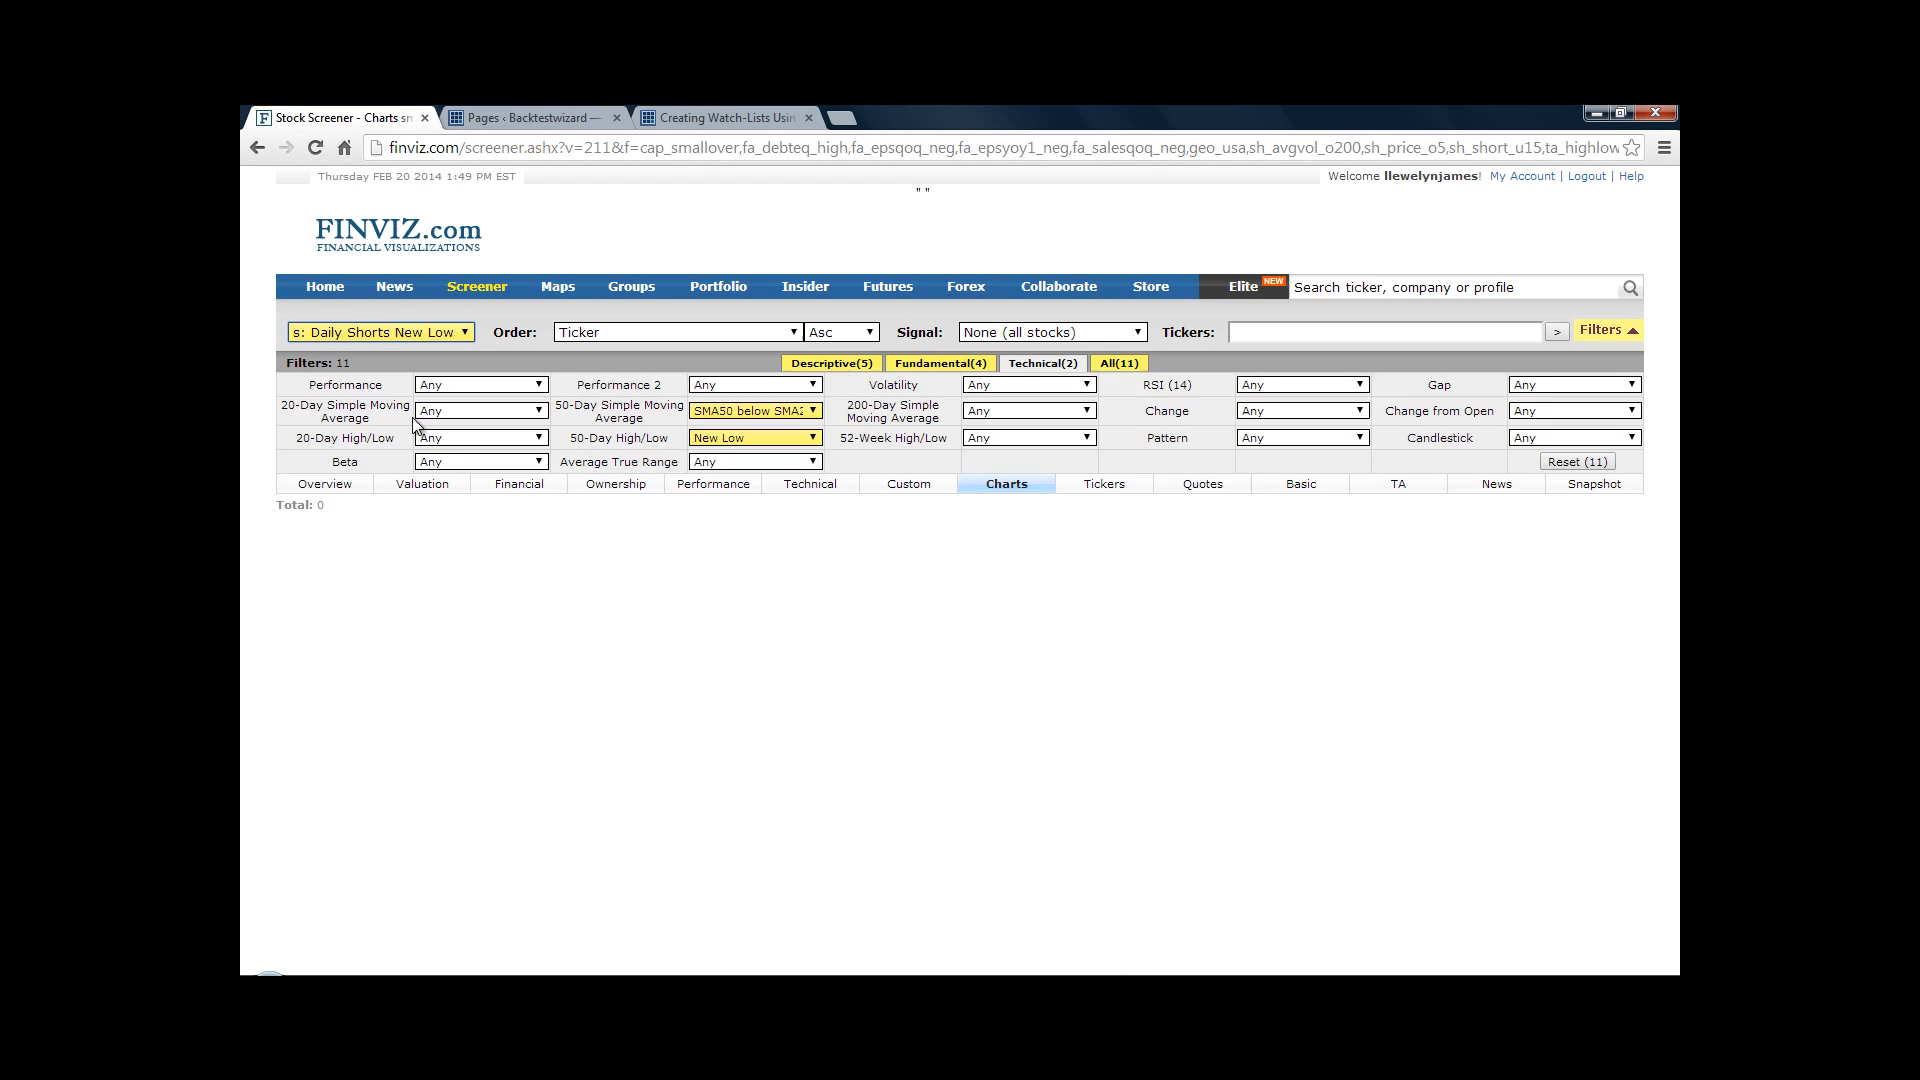 Stock Screener - Charts sm
Pages ‹ Backtestwizard —
Creating Watch-Lists Usin
finviz.com/screener.ashx?v=211&f=cap_smallover,fa_debteq_high,fa_epsqoq_neg,fa_epsyoy1_neg,fa_salesqoq_neg,geo_usa,sh_avgvol_o200,sh_price_o5,sh_short_u15,ta_highlow
Thursday FEB 20 2014 1:49 PM EST
Welcome llewelynjames! My Account | Logout | Help
" "
FINVIZ.com
FINANCIAL VISUALIZATIONS
Home News Screener Maps Groups Portfolio Insider Futures Forex Collaborate Store Elite NEW Search ticker, company or profile
s: Daily Shorts New Low Order: Ticker Asc Signal: None (all stocks) Tickers: > Filters
Filters: 11 Descriptive(5) Fundamental(4) Technical(2) All(11)
Performance Any Performance 2 Any Volatility Any RSI (14) Any Gap Any
20-Day Simple Moving Average Any 50-Day Simple Moving Average SMA50 below SMA2 200-Day Simple Moving Average Any Change Any Change from Open Any
20-Day High/Low Any 50-Day High/Low New Low 52-Week High/Low Any Pattern Any Candlestick Any
Beta Any Average True Range Any Reset (11)
Overview Valuation Financial Ownership Performance Technical Custom Charts Tickers Quotes Basic TA News Snapshot
Total: 0